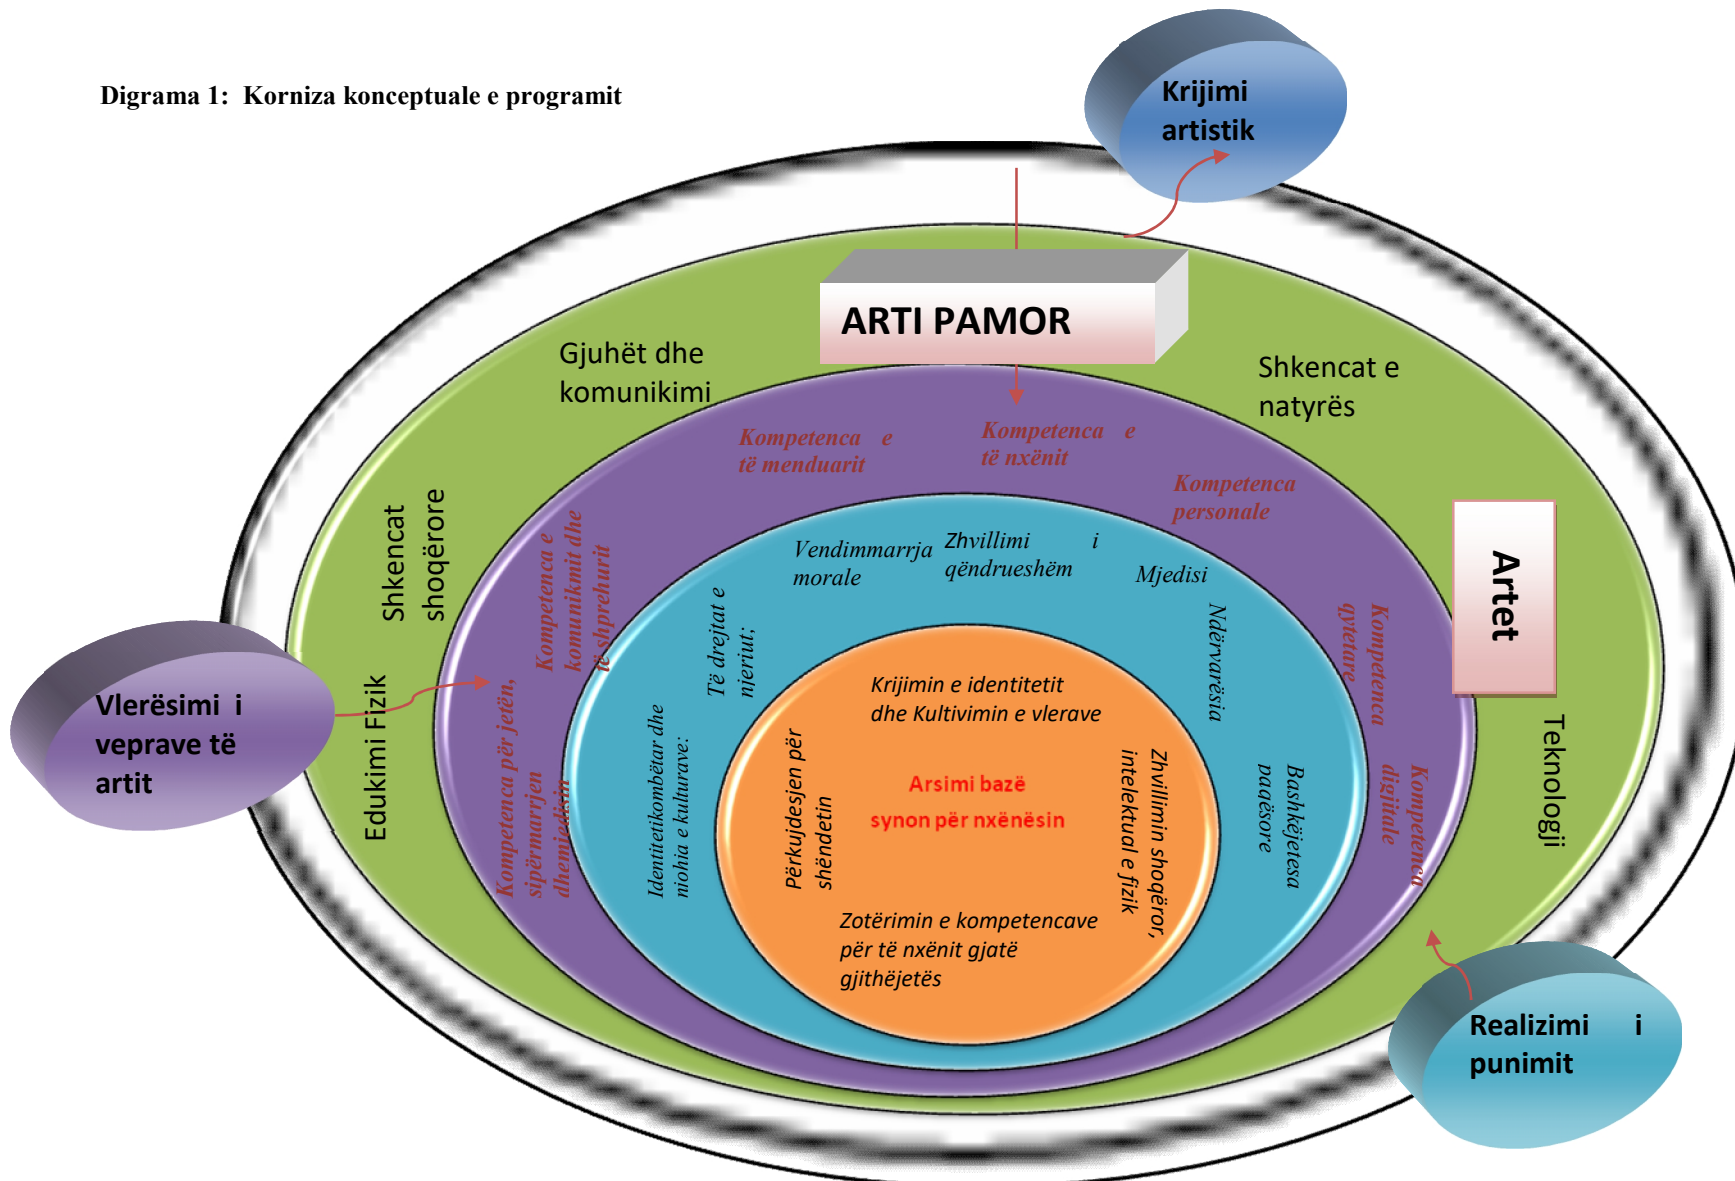 Digrama 1: Korniza konceptuale e programit
Krijimi
artistik
ARTI PAMOR
Gjuhët dhe
komunikimi
Shkencat e
natyrës
Shkencat
shoqërore
Edukimi Fizik
Artet
Teknologji
Vlerësimi i
veprave të
artit
Realizimi i
punimit
Kompetenca e
të menduarit
Kompetenca e
të nxënit
Kompetenca
personale
Kompetenca e
komunikmit dhe
të shprehurit
Kompetenca për jetën,
sipërmarrjen
dhemjedisin
Kompetenca
qytetare
Kompetenca
digjitale
Vendimmarrja
morale
Zhvillimi i
qëndrueshëm
Mjedisi
Ndërvarësia
Të drejtat e
njeriut;
Identitetikombëtar dhe
njohja e kulturave:
Bashkëjetesa
paqësore
Krijimin e identitetit
dhe Kultivimin e vlerave
Përkujdesjen për
shëndetin
Arsimi bazë
synon për nxënësin
Zhvillimin shoqëror,
intelektual e fizik
Zotërimin e kompetencave
për të nxënit gjatë
gjithëjetës